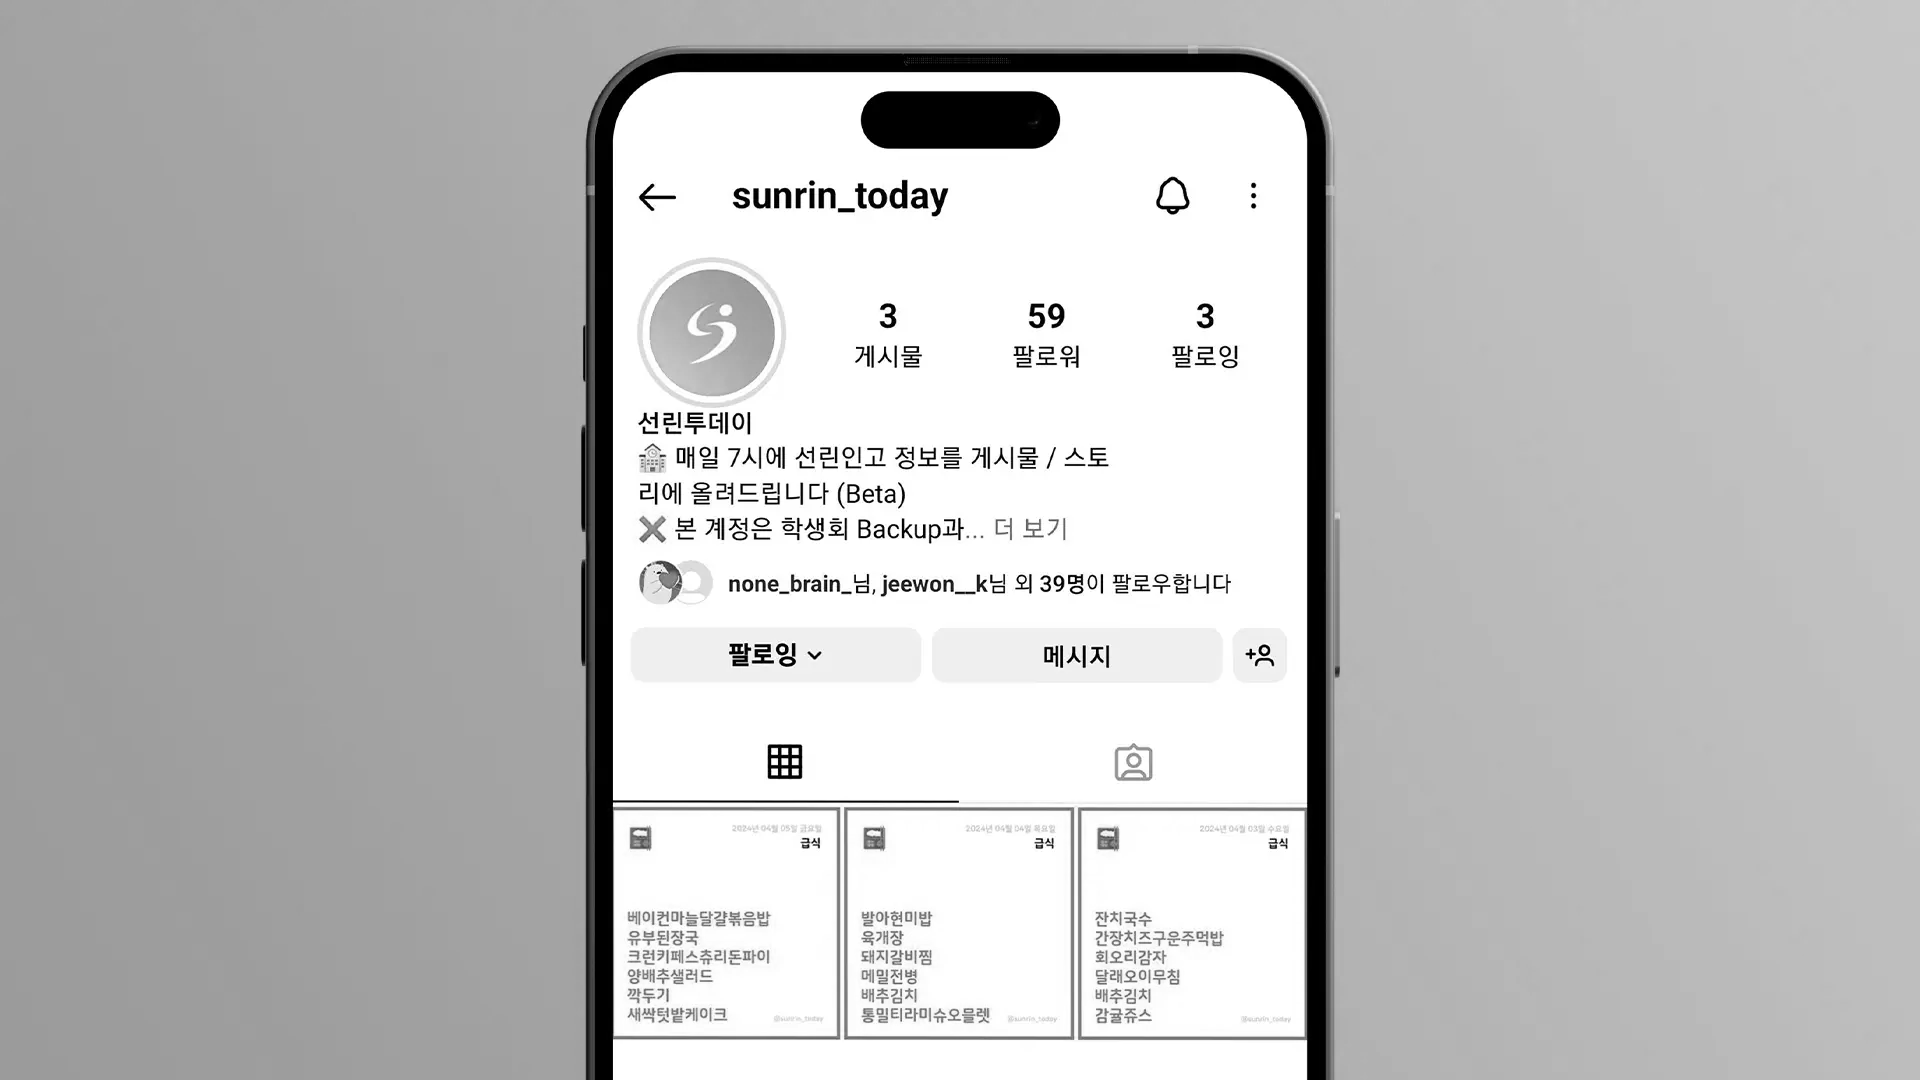 sunrin_today
3
게시물
59
팔로워
3
팔로잉
선린투데이
매일 7시에 선린인고 정보를 게시물 / 스토
리에 올려드립니다 (Beta)
본 계정은 학생회 Backup과... 더 보기
none_brain_님, jeewon__k님 외 39명이 팔로우합니다
팔로잉
메시지
2024년 04월 05일 금요일
급식
베이컨마늘달걀볶음밥
유부된장국
크런키페스츄리돈파이
양배추샐러드
깍두기
새싹텃밭케이크
@sunrin_today
2024년 04월 04일 목요일
급식
발아현미밥
육개장
돼지갈비찜
메밀전병
배추김치
통밀티라미슈오믈렛
@sunrin_today
2024년 04월 03일 수요일
급식
잔치국수
간장치즈구운주먹밥
회오리감자
달래오이무침
배추김치
감귤쥬스
@sunrin_today